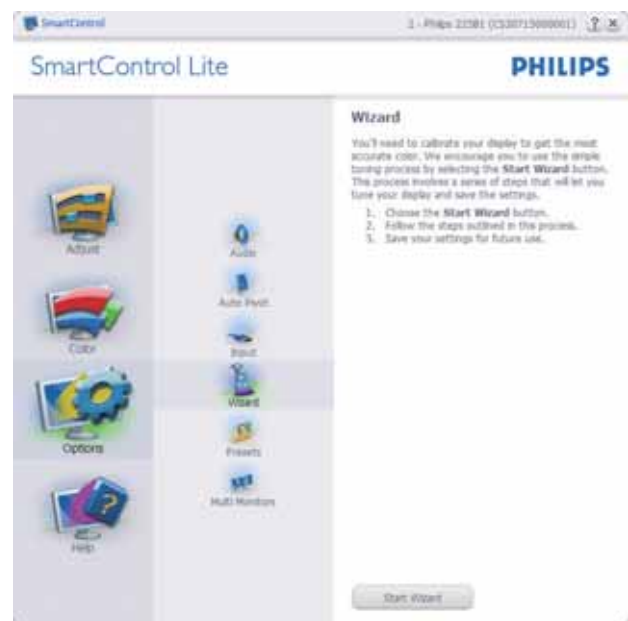 SmartControl
2 - Philips 225B1
SmartControl Lite
PHILIPS
Adjust
Color
Options
Help
Audio
Auto Pivot
Input
Wizard
Presets
Multi Monitors
Wizard
You'll need to calibrate your display to get the most
accurate color. We encourage you to use the simple
tuning process by selecting the Start Wizard button.
The process involves a series of steps that will let you
tune your display and save the settings.
1. Choose the Start Wizard button.
2. Follow the steps outlined in this process.
3. Save your settings for future use.
Start Wizard